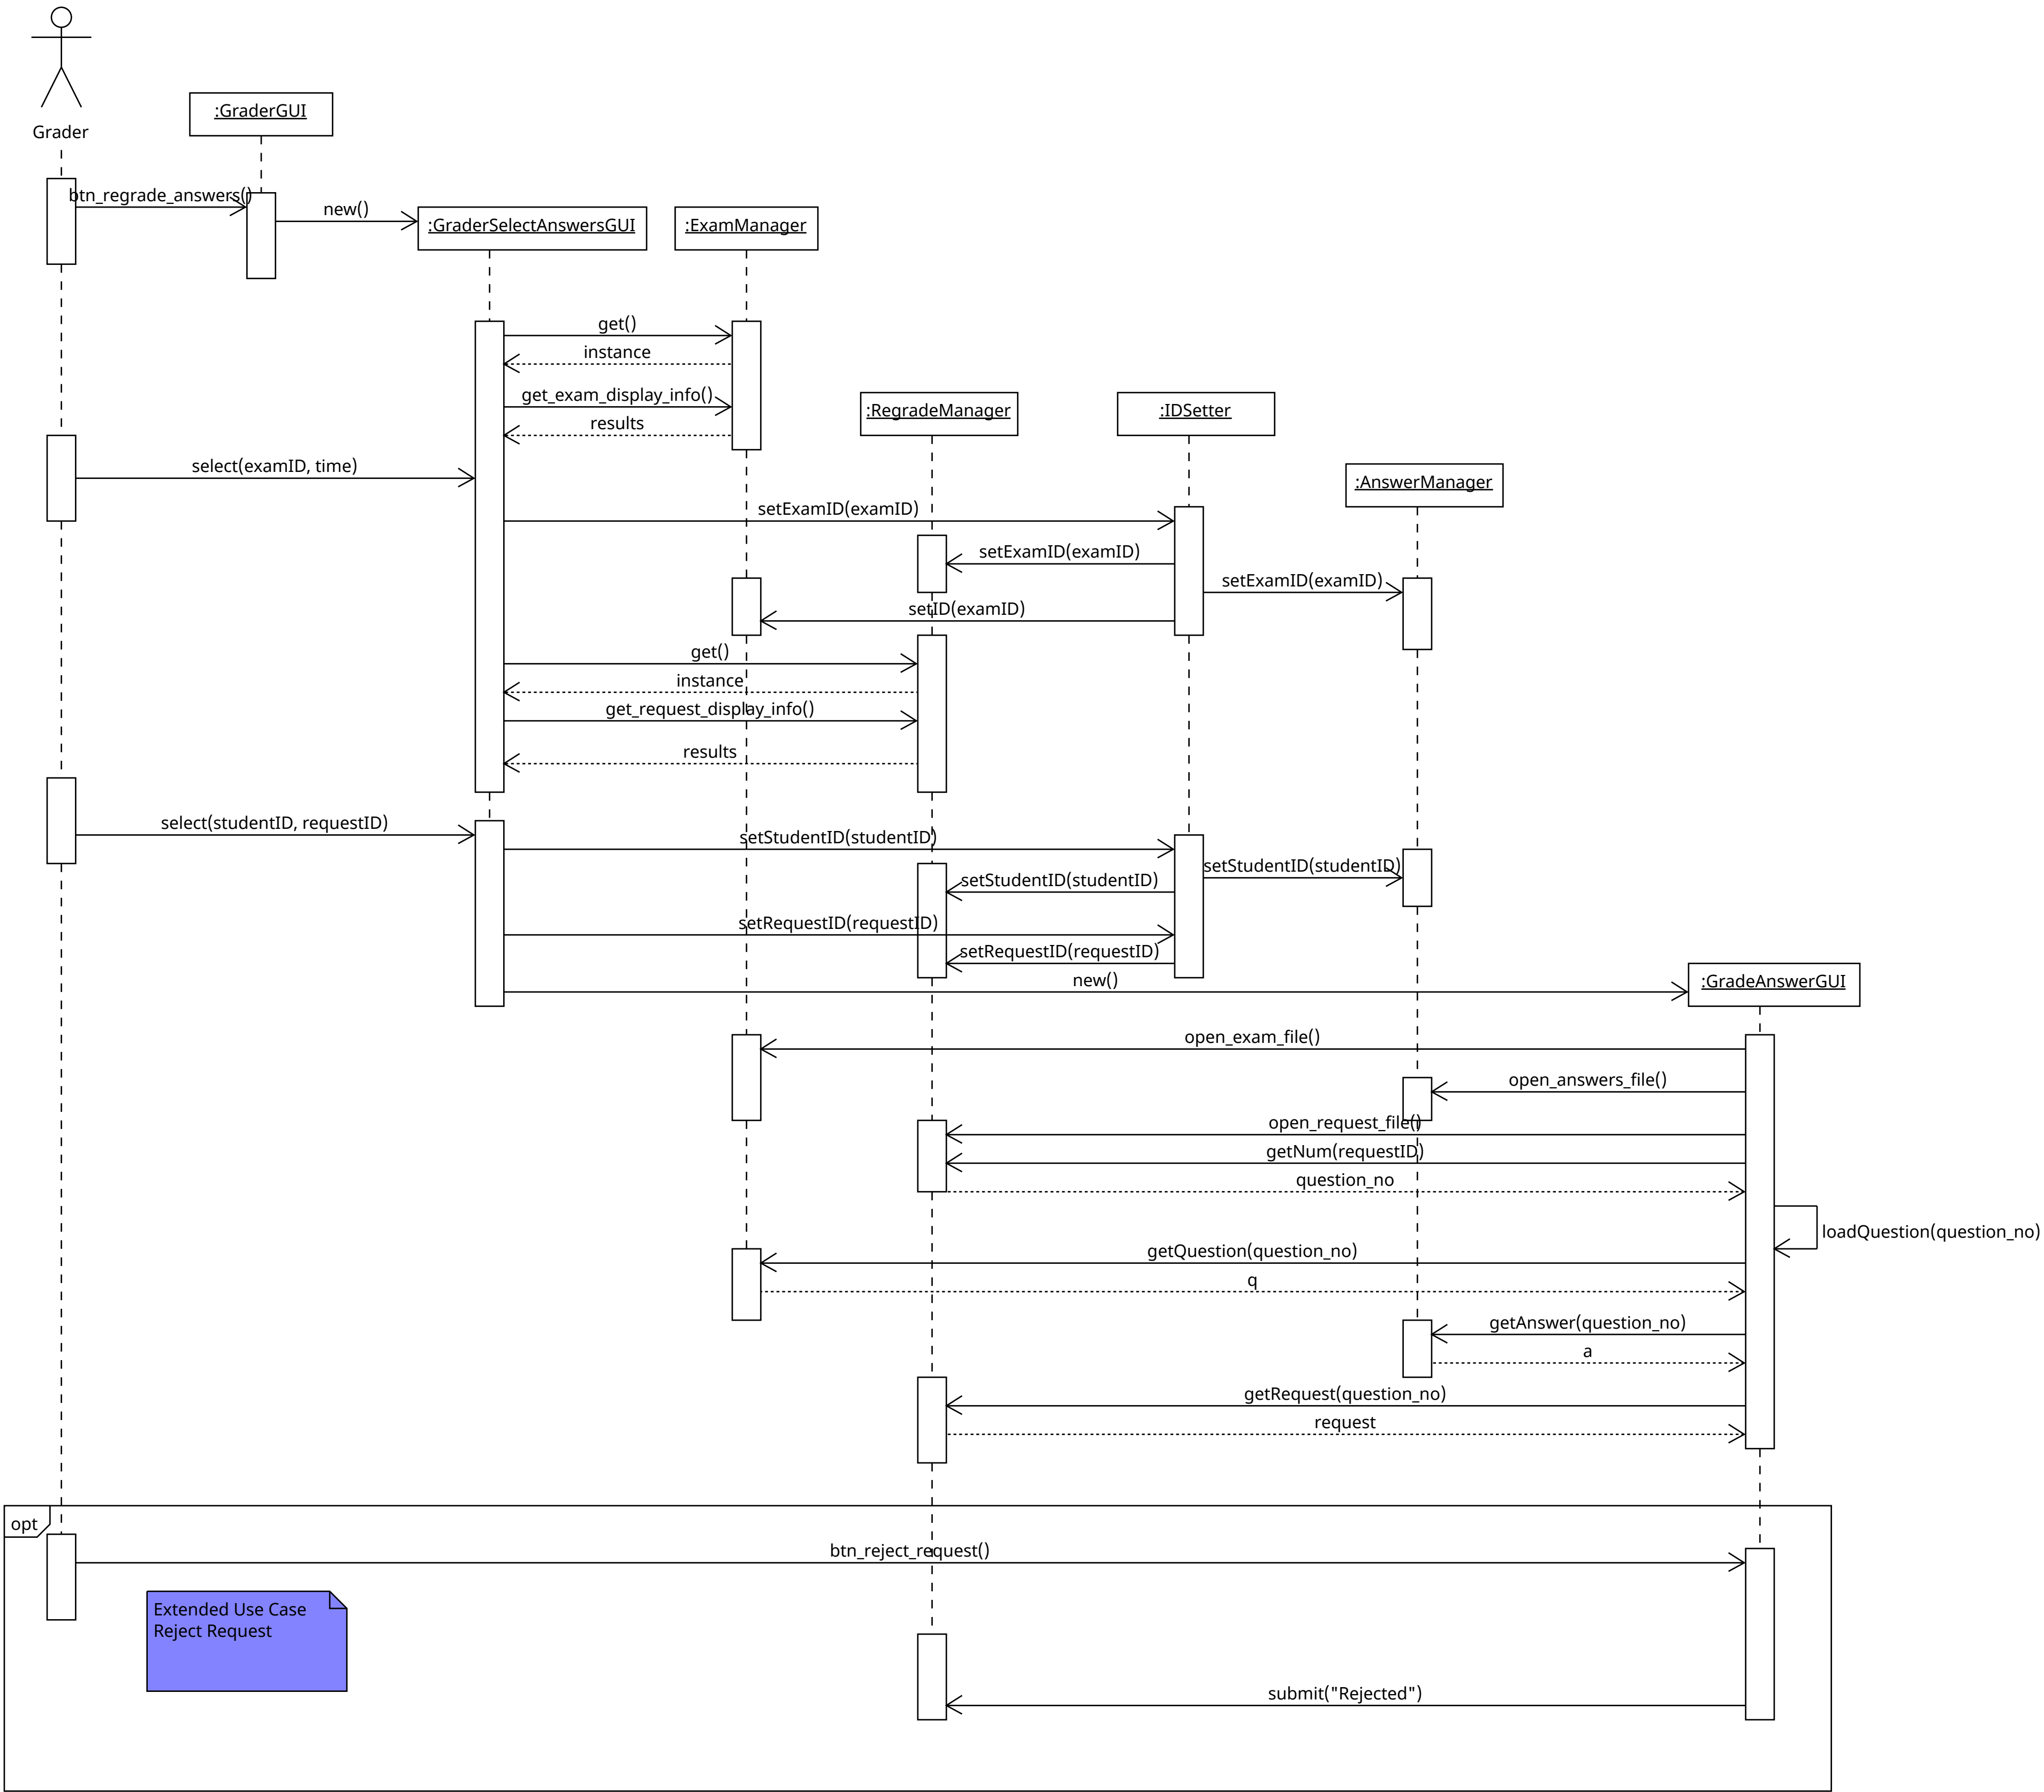 Grader
:GraderGUI
btn_regrade_answers()
new()
:GraderSelectAnswersGUI
:ExamManager
get()
instance
get_exam_display_info()
results
:RegradeManager
:IDSetter
select(examID, time)
:AnswerManager
setExamID(examID)
setExamID(examID)
setExamID(examID)
setID(examID)
get()
instance
get_request_display_info()
results
select(studentID, requestID)
setStudentID(studentID)
setStudentID(studentID)
setStudentID(studentID)
setRequestID(requestID)
setRequestID(requestID)
new()
:GradeAnswerGUI
open_exam_file()
open_answers_file()
open_request_file()
getNum(requestID)
question_no
loadQuestion(question_no)
getQuestion(question_no)
q
getAnswer(question_no)
a
getRequest(question_no)
request
opt
btn_reject_request()
Extended Use Case
Reject Request
submit("Rejected")